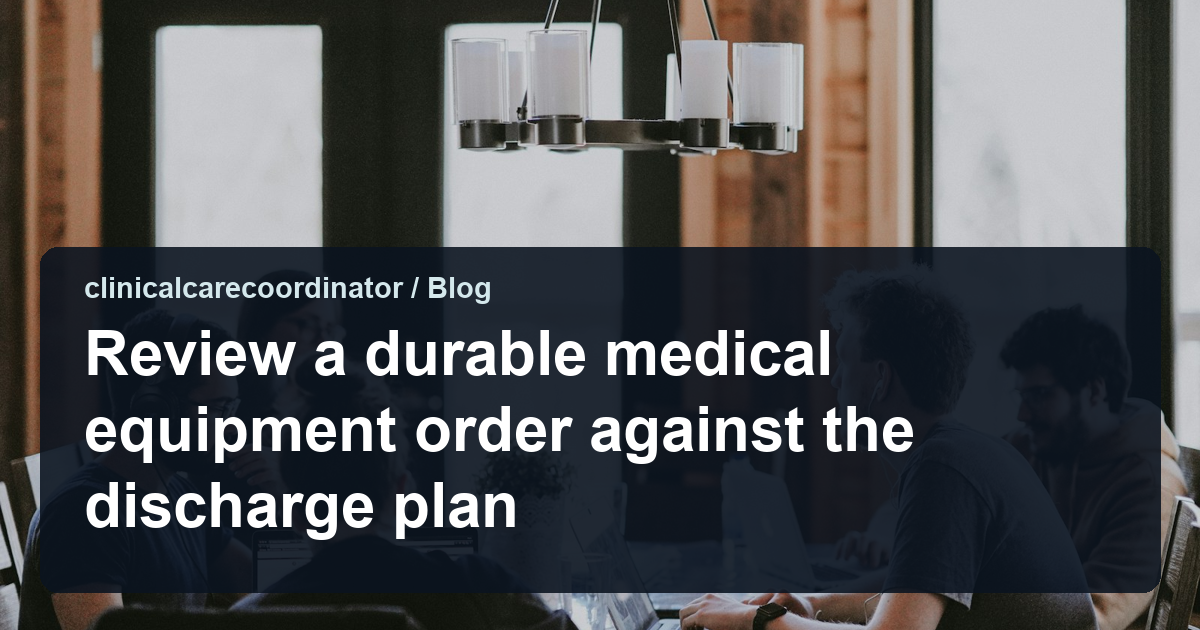 clinicalcarecoordinator / Blog
Review a durable medical
equipment order against the
discharge plan